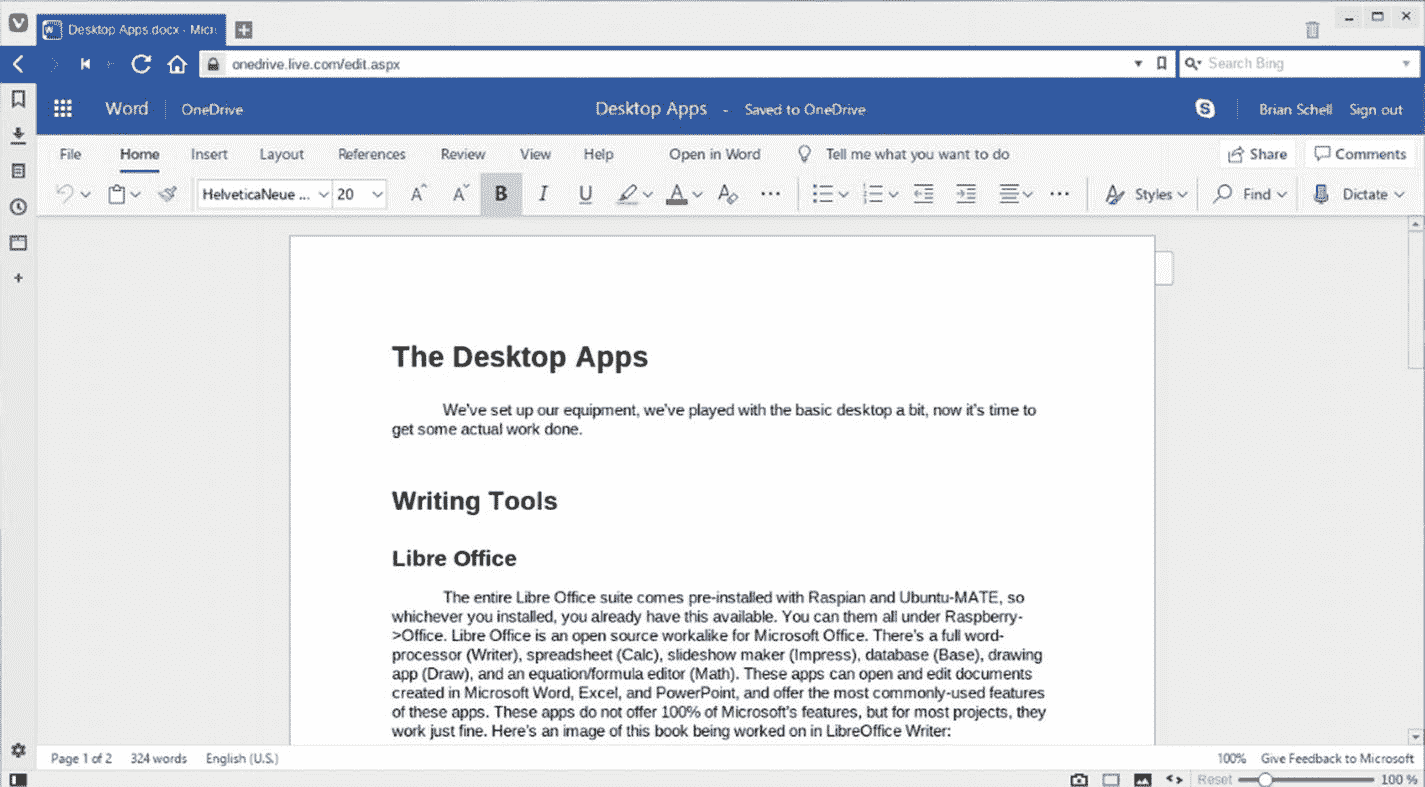 Desktop Apps.docx - Micr
onedrive.live.com/edit.aspx
Search Bing
Word OneDrive Desktop Apps - Saved to OneDrive Brian Schell Sign out
File Home Insert Layout References Review View Help Open in Word Tell me what you want to do Share Comments
HelveticaNeue ... 20 B I U Styles Find Dictate
The Desktop Apps
We've set up our equipment, we've played with the basic desktop a bit, now it's time to
get some actual work done.
Writing Tools
Libre Office
The entire Libre Office suite comes pre-installed with Raspian and Ubuntu-MATE, so
whichever you installed, you already have this available. You can them all under Raspberry-
>Office. Libre Office is an open source workalike for Microsoft Office. There's a full word-
processor (Writer), spreadsheet (Calc), slideshow maker (Impress), database (Base), drawing
app (Draw), and an equation/formula editor (Math). These apps can open and edit documents
created in Microsoft Word, Excel, and PowerPoint, and offer the most commonly-used features
of these apps. These apps do not offer 100% of Microsoft's features, but for most projects, they
work just fine. Here's an image of this book being worked on in LibreOffice Writer:
Page 1 of 2 324 words English (U.S.) 100% Give Feedback to Microsoft
Reset 100 %